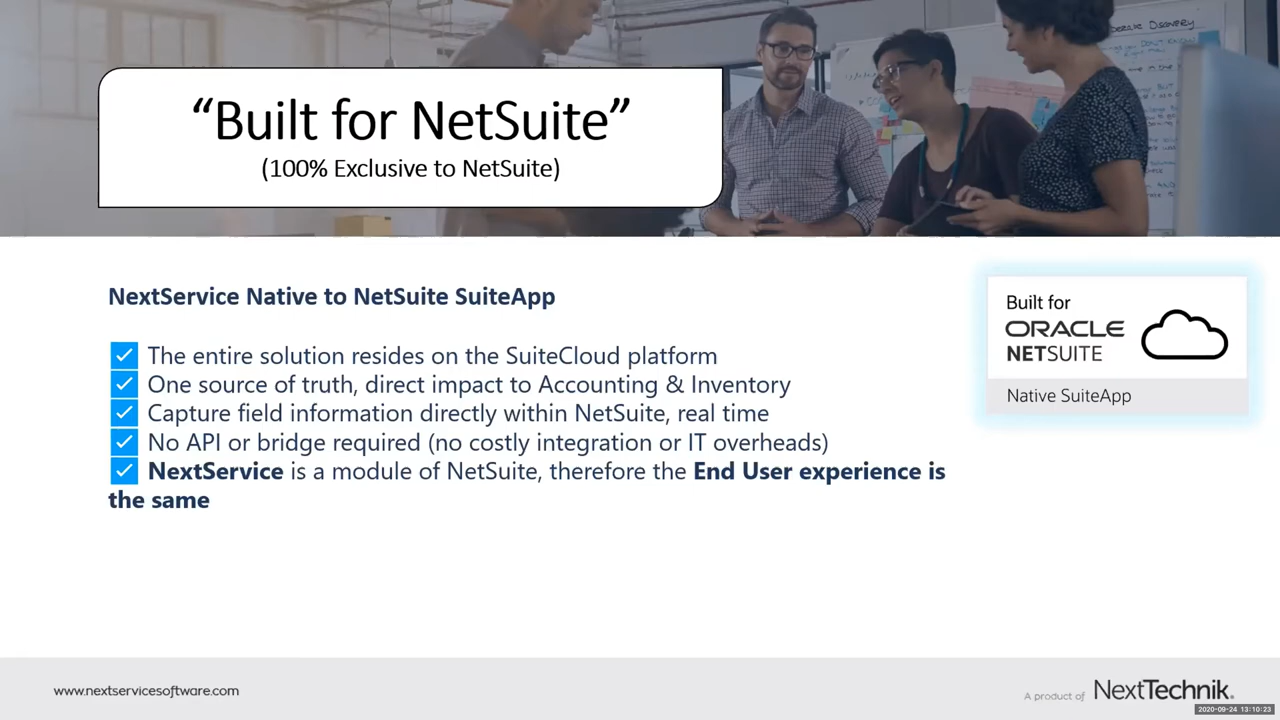 “Built for NetSuite”
(100% Exclusive to NetSuite)
NextService Native to NetSuite SuiteApp
The entire solution resides on the SuiteCloud platform
One source of truth, direct impact to Accounting & Inventory
Capture field information directly within NetSuite, real time
No API or bridge required (no costly integration or IT overheads)
NextService is a module of NetSuite, therefore the End User experience is
the same
Built for
ORACLE
NETSUITE
Native SuiteApp
www.nextservicesoftware.com
A product of NextTechnik.
2020-09-24 13:10:23